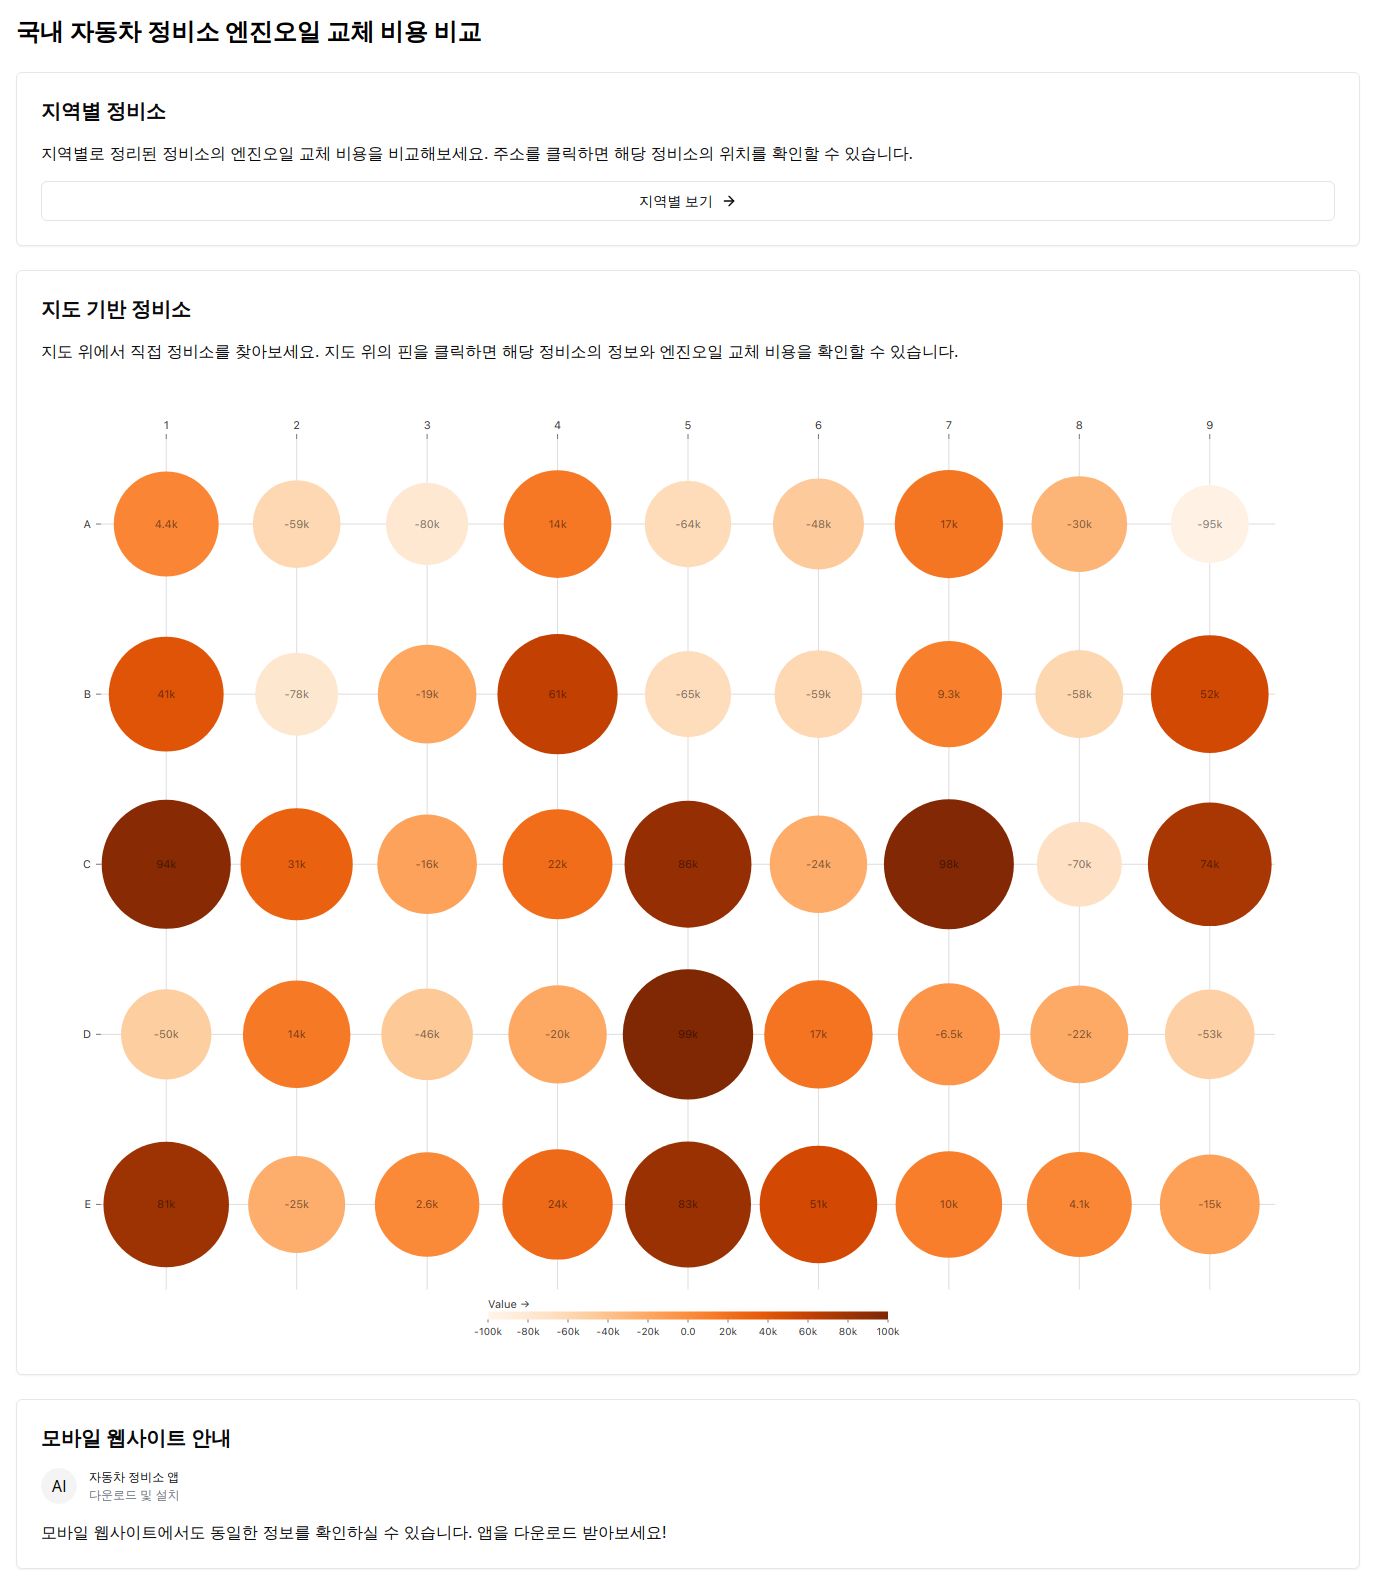 국내 자동차 정비소 엔진오일 교체 비용 비교
지역별 정비소
지역별로 정리된 정비소의 엔진오일 교체 비용을 비교해보세요. 주소를 클릭하면 해당 정비소의 위치를 확인할 수 있습니다.
지역별 보기 →
지도 기반 정비소
지도 위에서 직접 정비소를 찾아보세요. 지도 위의 핀을 클릭하면 해당 정비소의 정보와 엔진오일 교체 비용을 확인할 수 있습니다.
1 2 3 4 5 6 7 8 9
A 4.4k -59k -80k 14k -64k -48k 17k -30k -95k
B 41k -78k -19k 61k -65k -59k 9.3k -58k 52k
C 94k 31k -16k 22k 86k -24k 98k -70k 74k
D -50k 14k -46k -20k 99k 17k -6.5k -22k -53k
E 81k -25k 2.6k 24k 83k 51k 10k 4.1k -15k
Value →
-100k -80k -60k -40k -20k 0.0 20k 40k 60k 80k 100k
모바일 웹사이트 안내
AI
자동차 정비소 앱
다운로드 및 설치
모바일 웹사이트에서도 동일한 정보를 확인하실 수 있습니다. 앱을 다운로드 받아보세요!